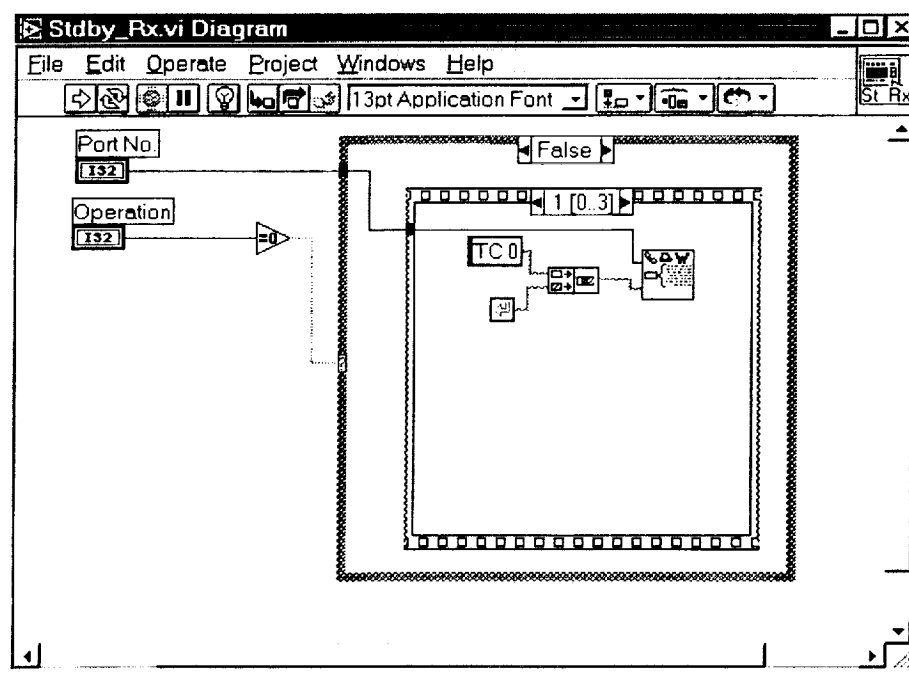 Stdby_Rx.vi Diagram
File Edit Operate Project Windows Help
13pt Application Font
St Rx
Port No.
I32
False
Operation
I32
=0
1 [0..3]
TC 0
W